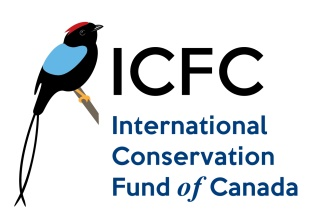 ICFC
International
Conservation
Fund of Canada